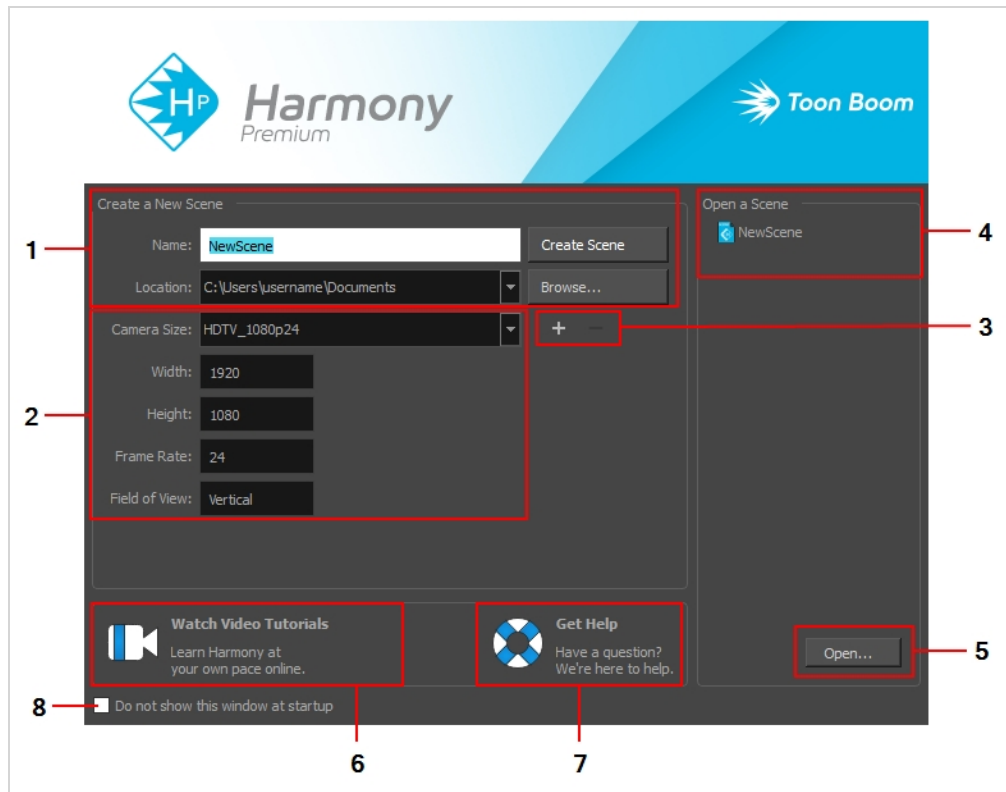 HP Harmony
Premium
Toon Boom
Create a New Scene
Open a Scene
1
Name: NewScene Create Scene
NewScene
4
Location: C:\Users\username\Documents Browse...
2
Camera Size: HDTV_1080p24 + −
3
Width: 1920
Height: 1080
Frame Rate: 24
Field of View: Vertical
Watch Video Tutorials
Learn Harmony at
your own pace online.
Get Help
Have a question?
We're here to help.
Open...
5
8
Do not show this window at startup
6
7